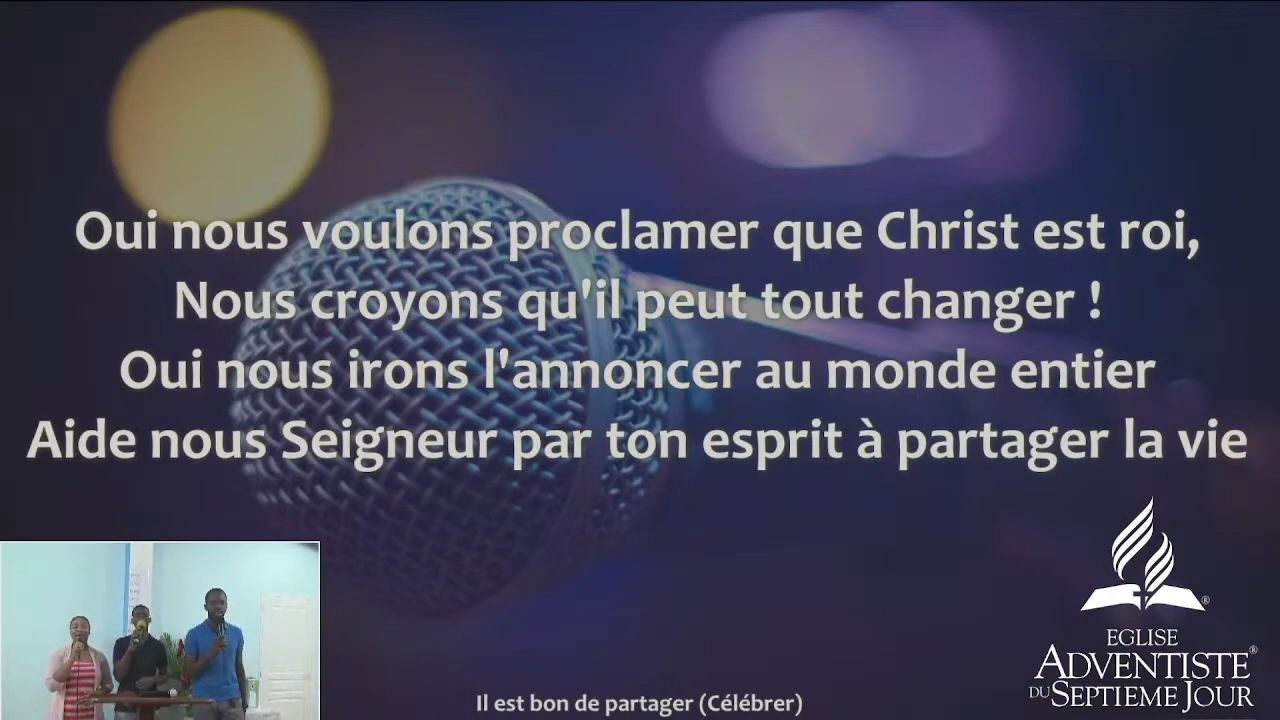 Oui nous voulons proclamer que Christ est roi,
Nous croyons qu'il peut tout changer !
Oui nous irons l'annoncer au monde entier
Aide nous Seigneur par ton esprit à partager la vie
EGLISE
ADVENTISTE®
DU SEPTIEME JOUR
Il est bon de partager (Célébrer)